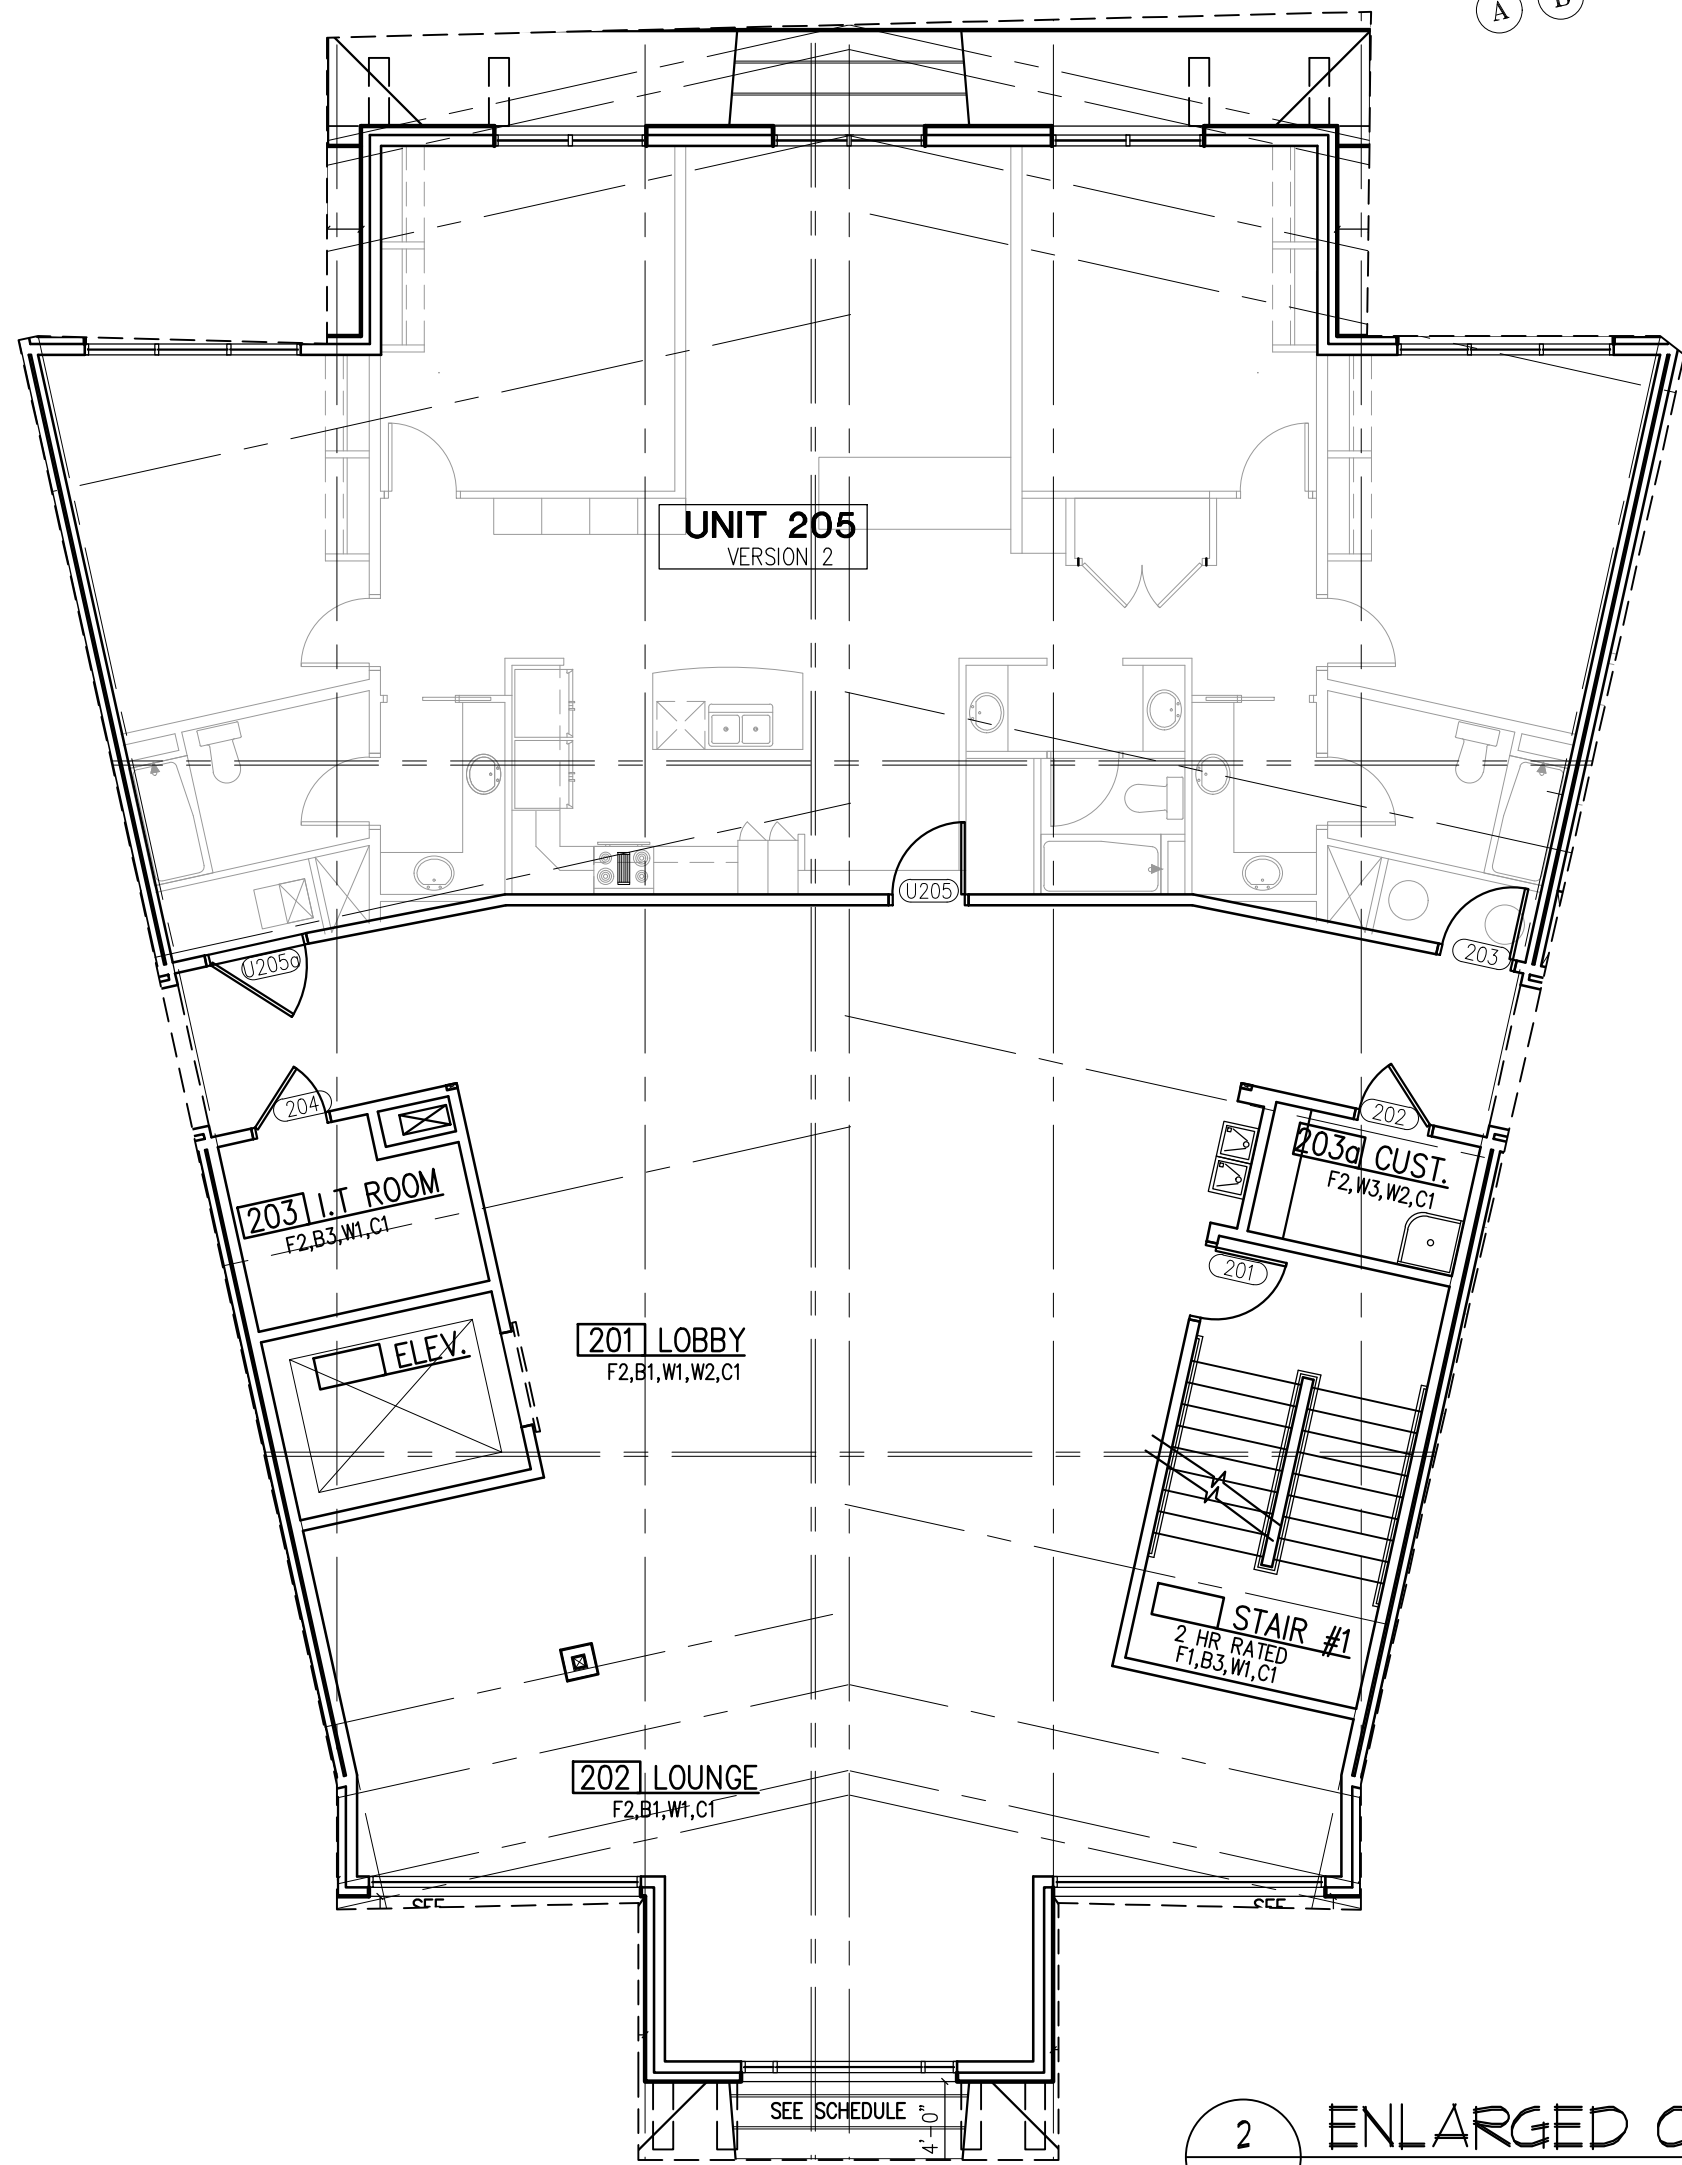 A B
UNIT 205
VERSION 2
U205
U205a
203
204
202
203 I.T ROOM
F2,B3,W1,C1
203a CUST.
F2,W3,W2,C1
201
ELEV.
201 LOBBY
F2,B1,W1,W2,C1
STAIR #1
2 HR RATED
F1,B3,W1,C1
202 LOUNGE
F2,B1,W1,C1
SEE
SEE
SEE SCHEDULE
4'-0"
2
ENLARGED